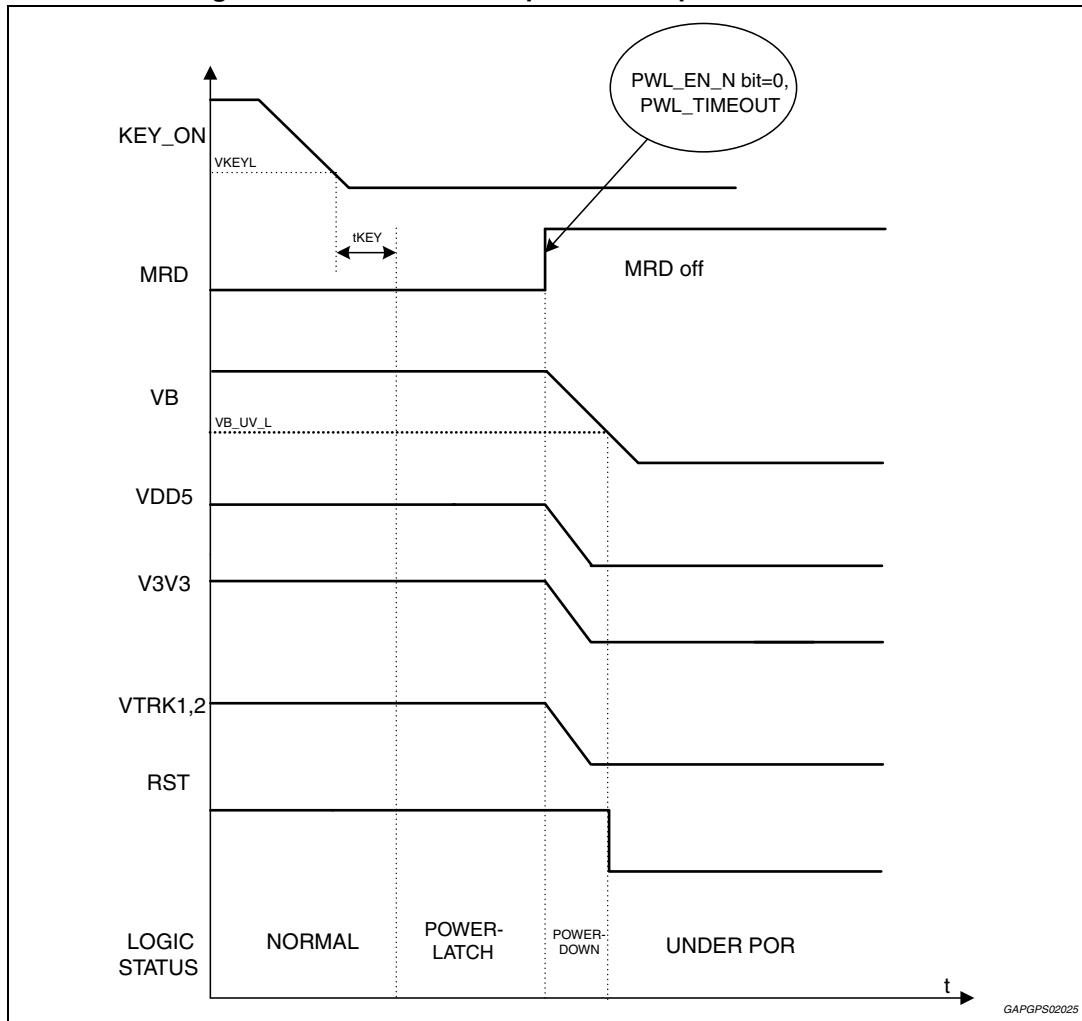 PWL_EN_N bit=0,
PWL_TIMEOUT
KEY_ON
VKEYL
tKEY
MRD
MRD off
VB
VB_UV_L
VDD5
V3V3
VTRK1,2
RST
LOGIC
STATUS
NORMAL
POWER-
LATCH
POWER-
DOWN
UNDER POR
t
GAPGPS02025